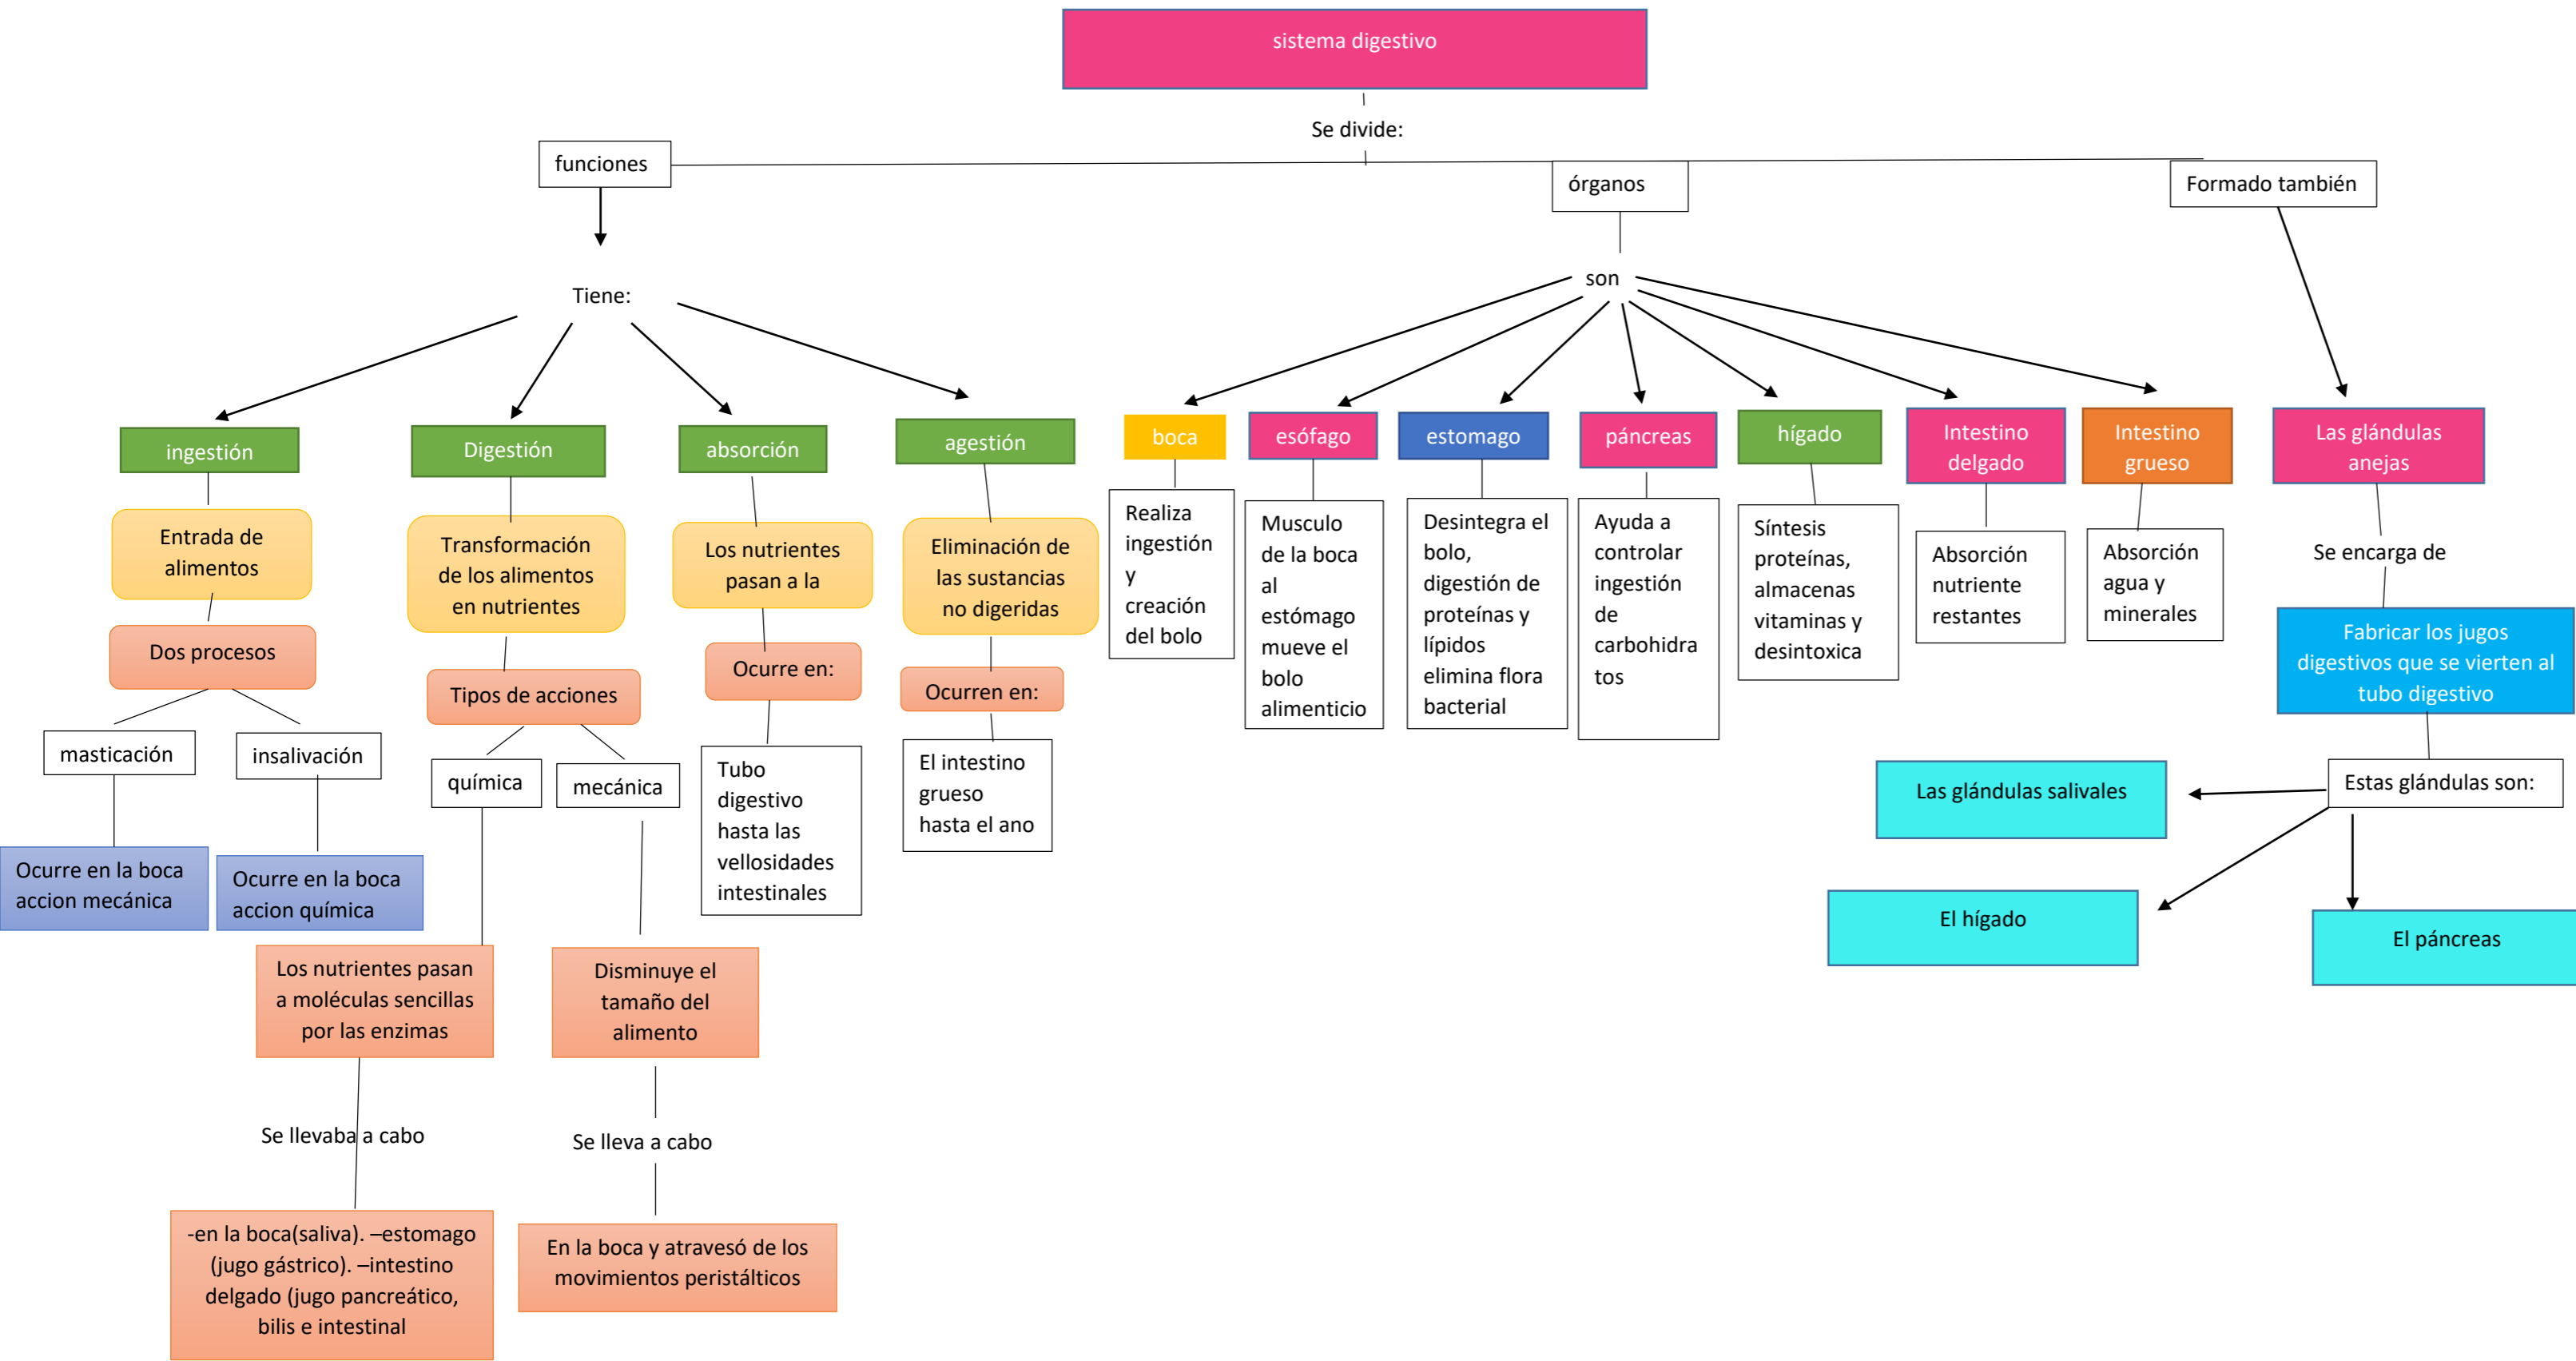 sistema digestivo
Se divide:
funciones
órganos
Formado también
Tiene:
son
ingestión
Digestión
absorción
agestión
boca
esófago
estomago
páncreas
hígado
Intestino
delgado
Intestino
grueso
Las glándulas
anejas
Entrada de
alimentos
Transformación
de los alimentos
en nutrientes
Los nutrientes
pasan a la
Eliminación de
las sustancias
no digeridas
Realiza
ingestión
y
creación
del bolo
Musculo
de la boca
al
estómago
mueve el
bolo
alimenticio
Desintegra el
bolo,
digestión de
proteínas y
lípidos
elimina flora
bacterial
Ayuda a
controlar
ingestión
de
carbohidra
tos
Síntesis
proteínas,
almacenas
vitaminas y
desintoxica
Absorción
nutriente
restantes
Absorción
agua y
minerales
Se encarga de
Fabricar los jugos
digestivos que se vierten al
tubo digestivo
Dos procesos
Tipos de acciones
Ocurre en:
Ocurren en:
masticación
insalivación
química
mecánica
Tubo
digestivo
hasta las
vellosidades
intestinales
El intestino
grueso
hasta el ano
Estas glándulas son:
Las glándulas salivales
El hígado
El páncreas
Ocurre en la boca
accion mecánica
Ocurre en la boca
accion química
Los nutrientes pasan
a moléculas sencillas
por las enzimas
Disminuye el
tamaño del
alimento
Se llevaba a cabo
Se lleva a cabo
-en la boca(saliva). –estomago
(jugo gástrico). –intestino
delgado (jugo pancreático,
bilis e intestinal
En la boca y atravesó de los
movimientos peristálticos